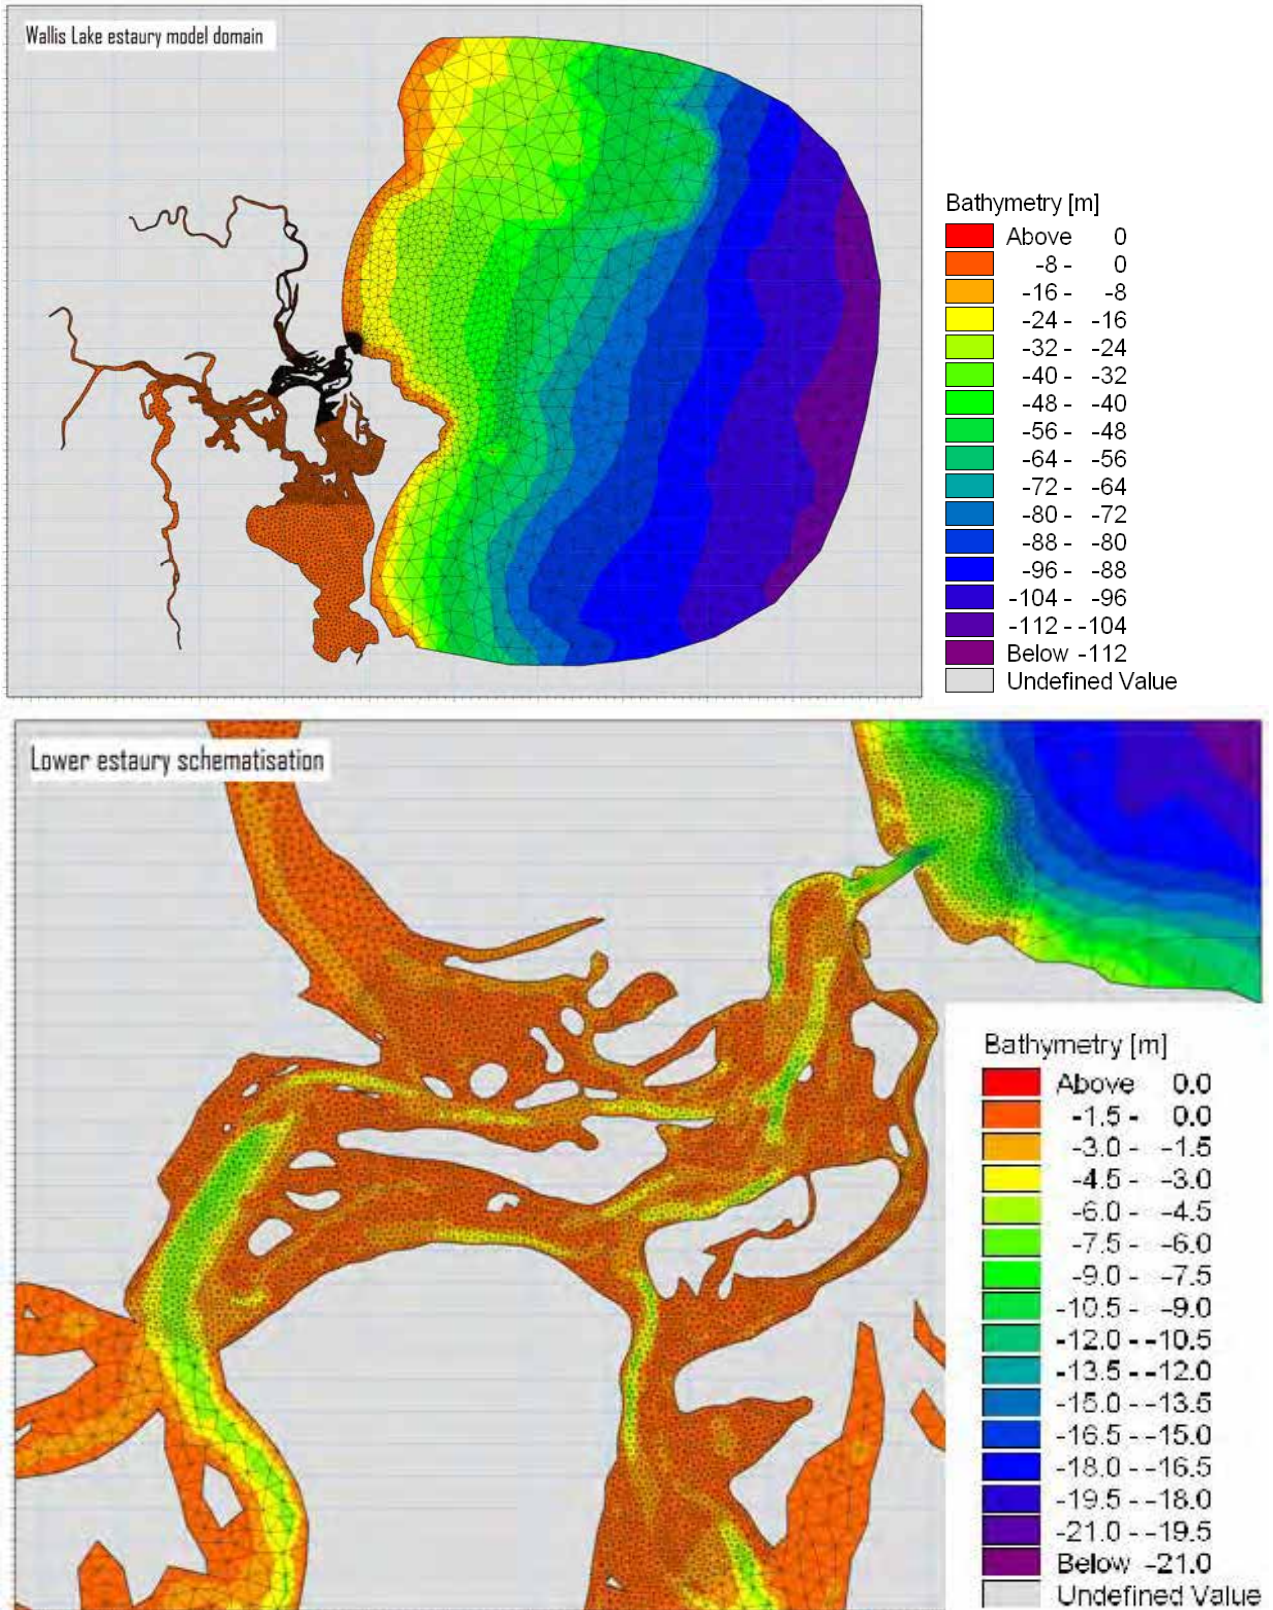 Wallis Lake estaury model domain
Bathymetry [m]
Above 0
-8 - 0
-16 - -8
-24 - -16
-32 - -24
-40 - -32
-48 - -40
-56 - -48
-64 - -56
-72 - -64
-80 - -72
-88 - -80
-96 - -88
-104 - -96
-112 - -104
Below -112
Undefined Value
Lower estaury schematisation
Bathymetry [m]
Above 0.0
-1.5 - 0.0
-3.0 - -1.5
-4.5 - -3.0
-6.0 - -4.5
-7.5 - -6.0
-9.0 - -7.5
-10.5 - -9.0
-12.0 - -10.5
-13.5 - -12.0
-15.0 - -13.5
-16.5 - -15.0
-18.0 - -16.5
-19.5 - -18.0
-21.0 - -19.5
Below -21.0
Undefined Value